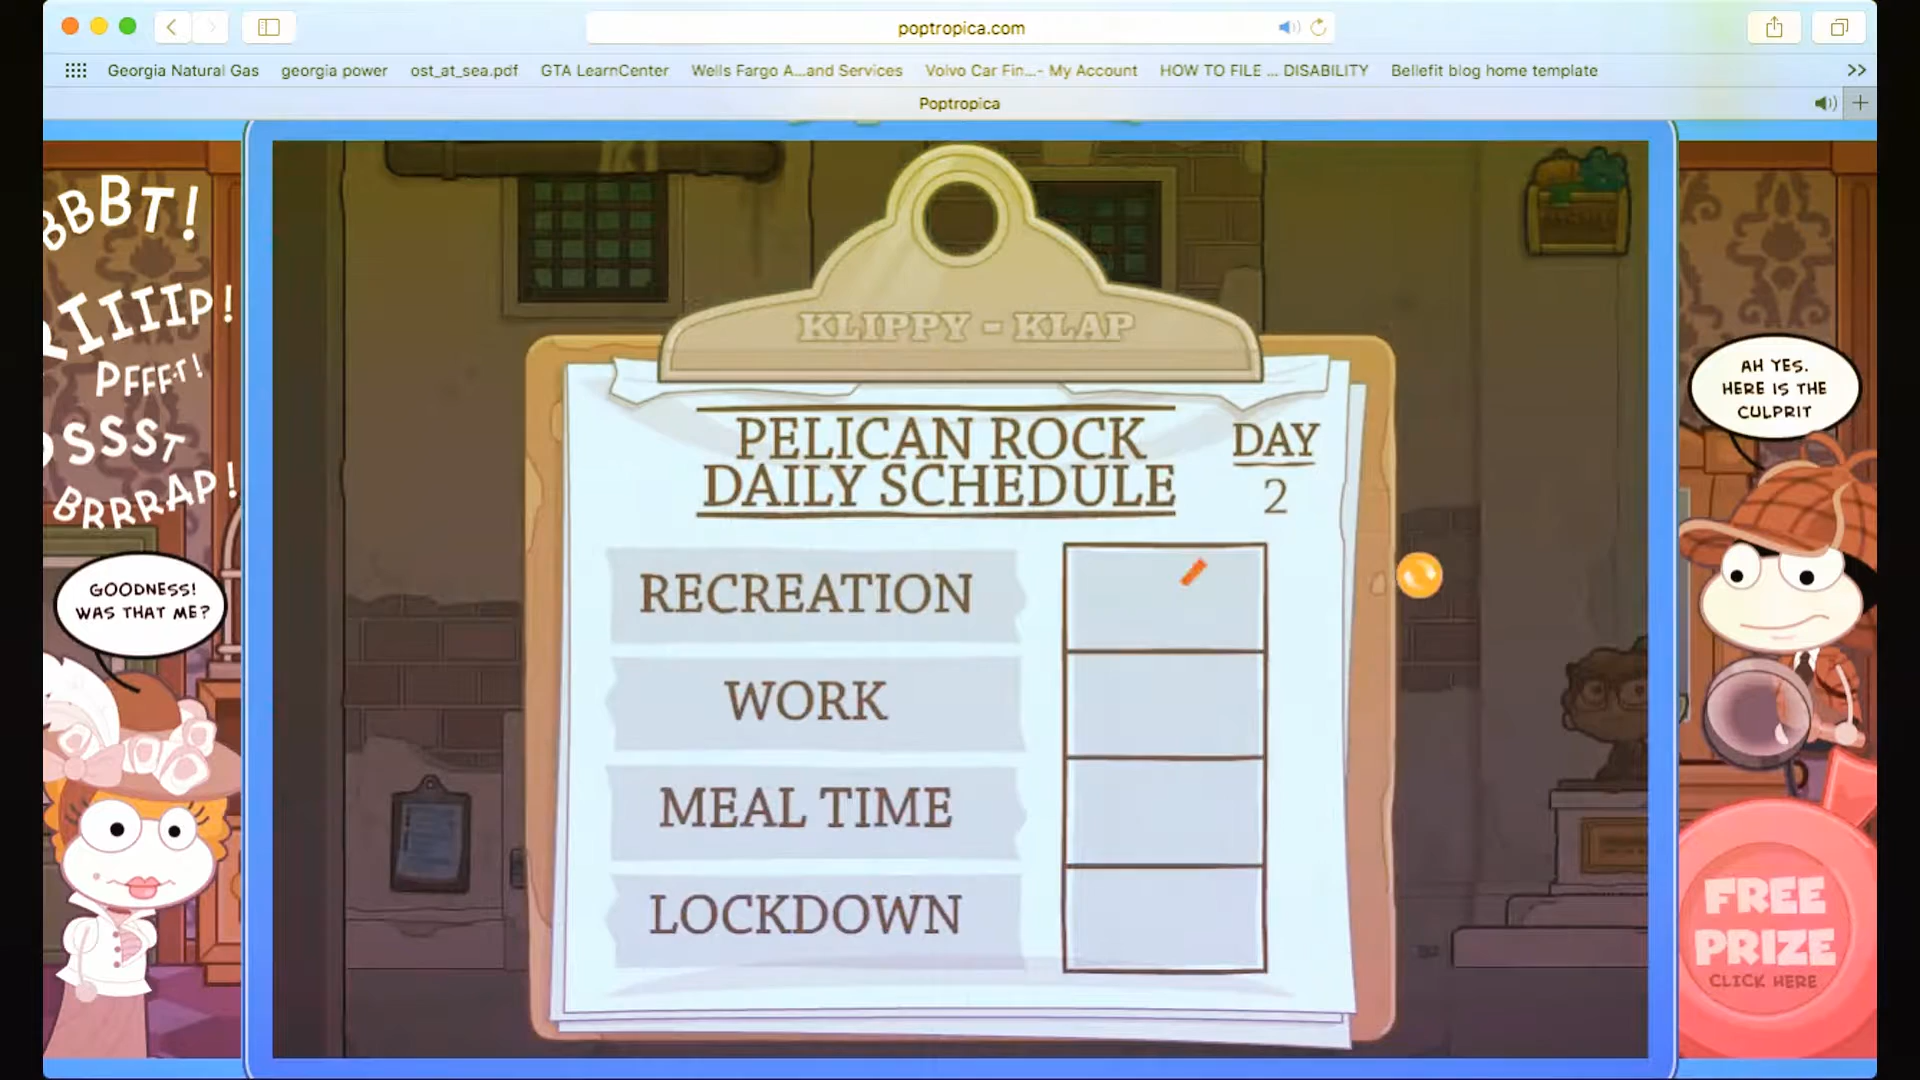 poptropica.com
Georgia Natural Gas
georgia power
ost_at_sea.pdf
GTA LearnCenter
Wells Fargo A...and Services
Volvo Car Fin...- My Account
HOW TO FILE ... DISABILITY
Bellefit blog home template
>>
Poptropica
BBBT!
RIIIIP!
PFFFT!
OSSST
BRRRAP!
GOODNESS!
WAS THAT ME?
KLIPPY - KLAP
PELICAN ROCK
DAILY SCHEDULE
DAY
2
RECREATION
WORK
MEAL TIME
LOCKDOWN
AH YES.
HERE IS THE
CULPRIT
FREE
PRIZE
CLICK HERE